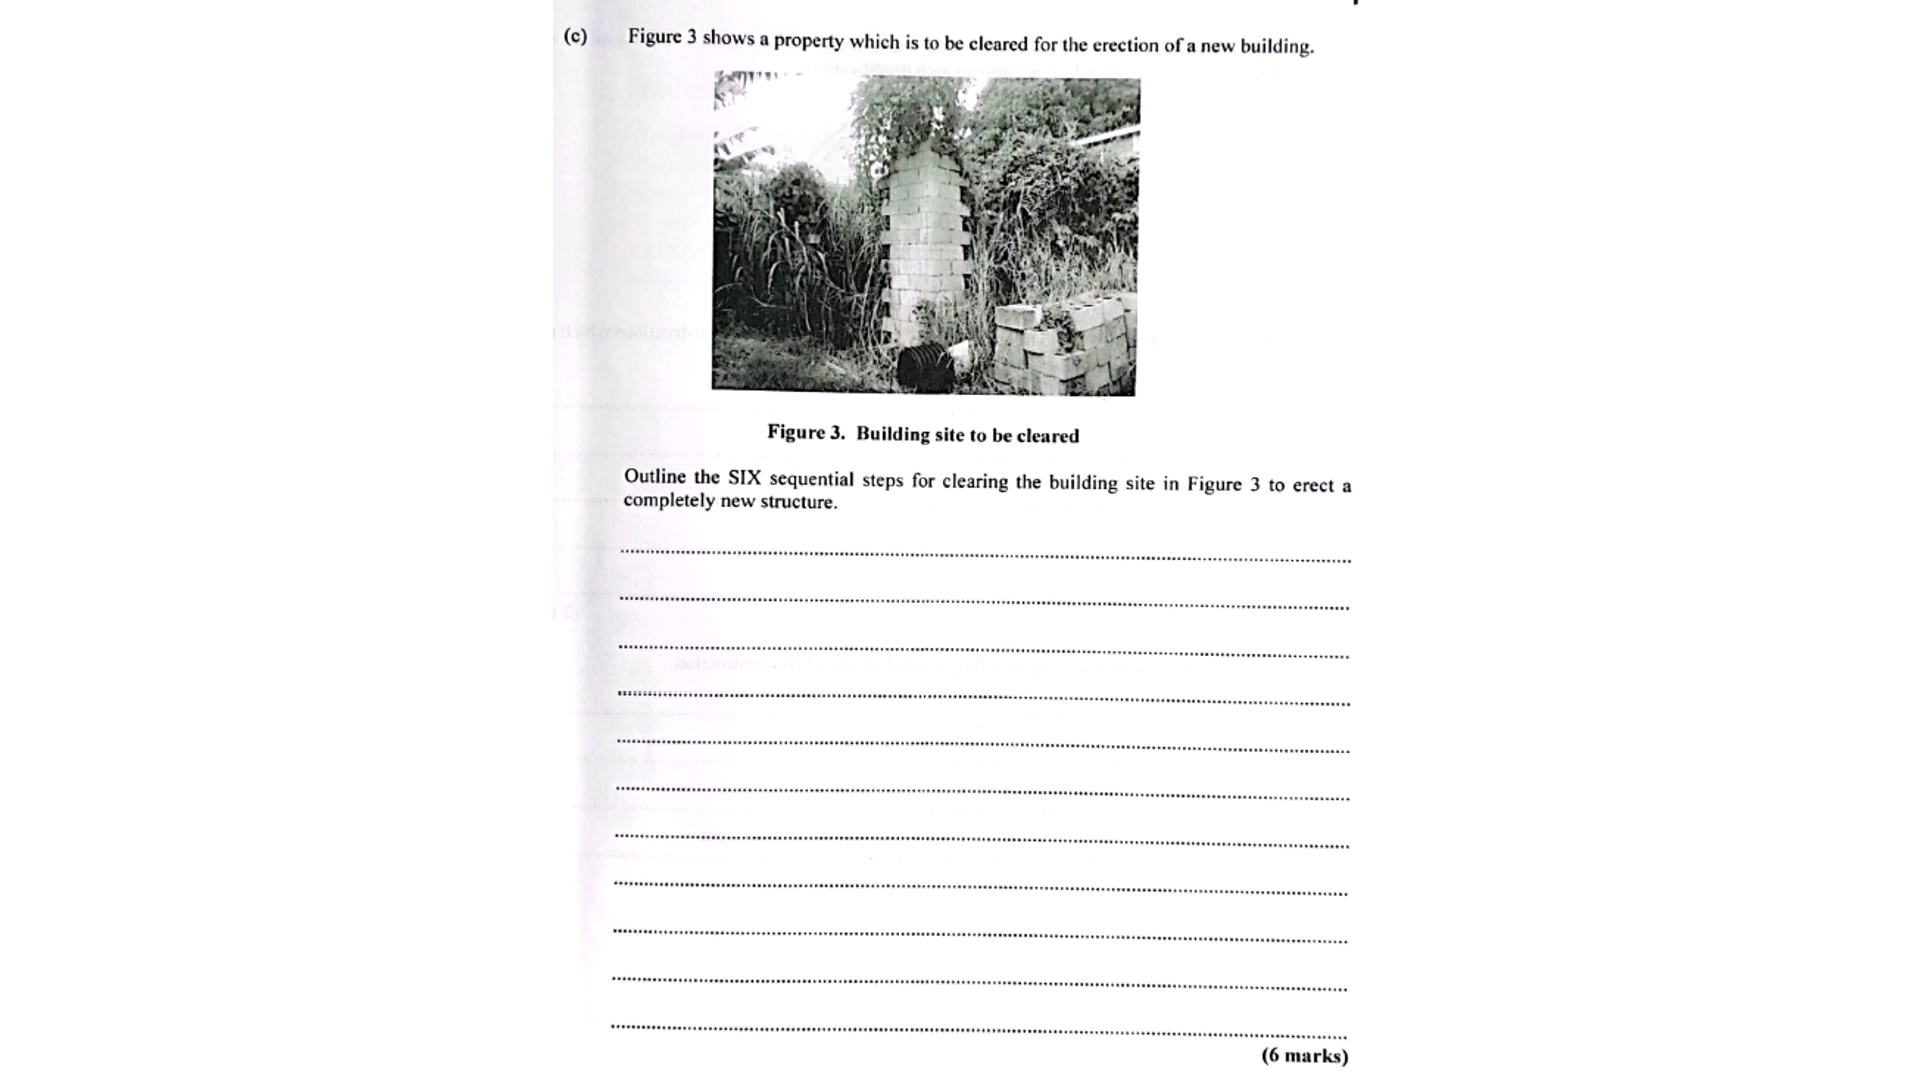 (c) Figure 3 shows a property which is to be cleared for the erection of a new building.
Figure 3. Building site to be cleared
Outline the SIX sequential steps for clearing the building site in Figure 3 to erect a
completely new structure.
(6 marks)